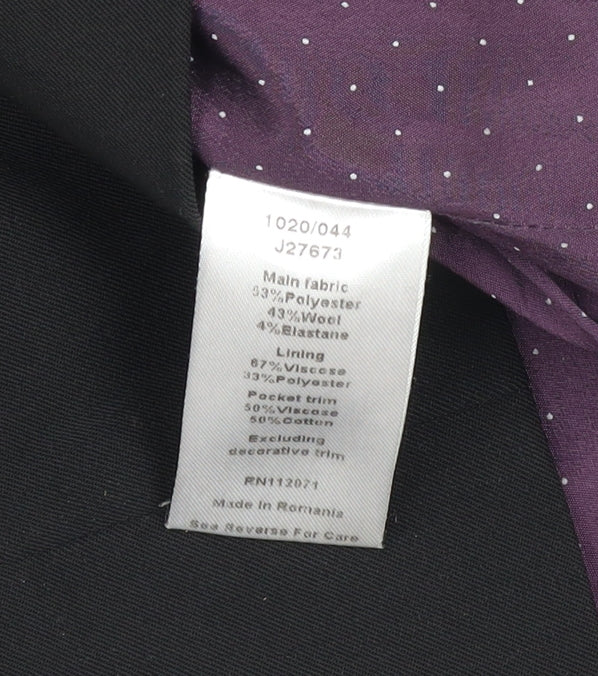 1020/044
J27673
Main fabric
53%Polyester
43%Wool
4%Elastane
Lining
67%Viscose
33%Polyester
Pocket trim
50%Viscose
50%Cotton
Excluding
decorative trim
RN112071
Made In Romania
See Reverse For Care